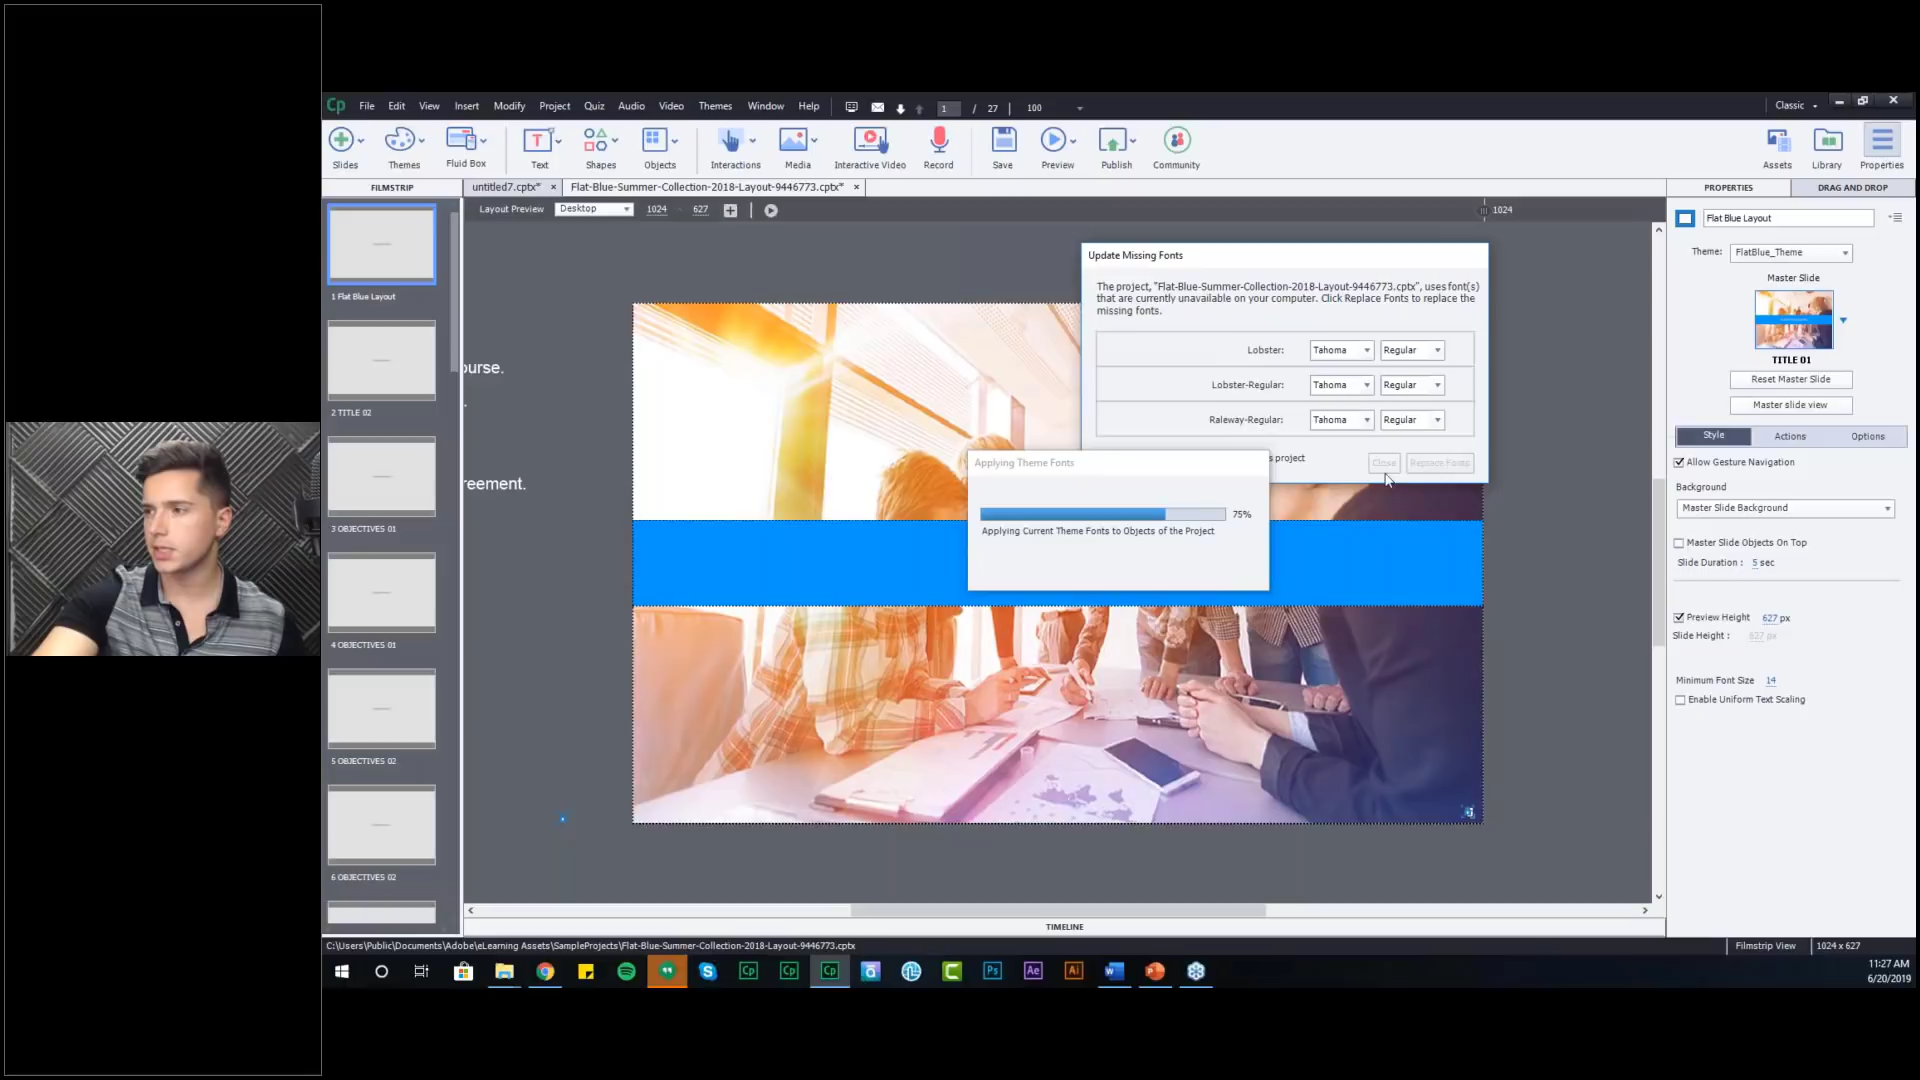 Cp File Edit View Insert Modify Project Quiz Audio Themes Window Help 1 / 27 | 100 Classic
Slides Themes Fluid Box Text Shapes Objects Interactions Media Interactive Video Record Save Preview Publish Community Assets Library Properties
FILMSTRIP untitled7.cptx* × Flat-Blue-Summer-Collection-2018-Layout-9446773.cptx* × PROPERTIES DRAG AND DROP
Layout Preview Desktop 1024 627 1024
Flat Blue Layout
Theme: FlatBlue_Theme
Master Slide
TITLE 01
Reset Master Slide
Master slide view
Style Actions Options
Allow Gesture Navigation
Background
Master Slide Background
Master Slide Objects On Top
Slide Duration : 5 sec
Preview Height 627 px
Slide Height : 627 px
Minimum Font Size 14
Enable Uniform Text Scaling
1 Flat Blue Layout
2 TITLE 02
3 OBJECTIVES 01
4 OBJECTIVES 01
5 OBJECTIVES 02
6 OBJECTIVES 02
ourse.
reement.
Update Missing Fonts
The project, "Flat-Blue-Summer-Collection-2018-Layout-9446773.cptx", uses font(s)
that are currently unavailable on your computer. Click Replace Fonts to replace the
missing fonts.
Lobster: Tahoma Regular
Lobster-Regular: Tahoma Regular
Raleway-Regular: Tahoma Regular
s project Close Replace Fonts
Applying Theme Fonts
75%
Applying Current Theme Fonts to Objects of the Project
TIMELINE
C:\Users\Public\Documents\Adobe\eLearning Assets\SampleProjects\Flat-Blue-Summer-Collection-2018-Layout-9446773.cptx Filmstrip View 1024 x 627
Cp Cp Cp Ps Ae Ai
11:27 AM
6/20/2019